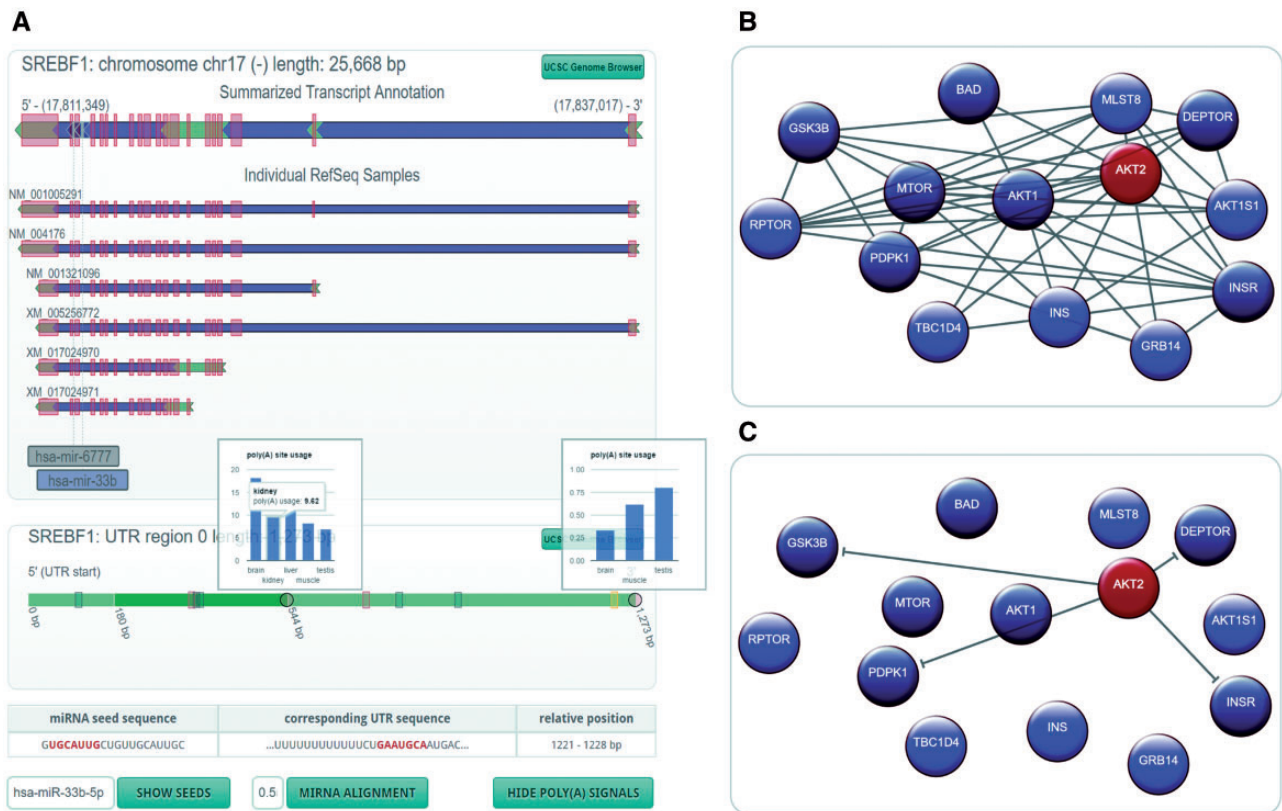 A
SREBF1: chromosome chr17 (-) length: 25,668 bp
UCSC Genome Browser
Summarized Transcript Annotation
5' - (17,811,349)
(17,837,017) - 3'
Individual RefSeq Samples
NM_001005291
NM_004176
NM_001321096
XM_005256772
XM_017024970
XM_017024971
hsa-mir-6777
hsa-mir-33b
poly(A) site usage
20
15
10
5
0
kidney
poly(A) usage: 9.62
brain
liver
testis
kidney
muscle
poly(A) site usage
1.00
0.75
0.50
0.25
0.00
brain
testis
muscle
SREBF1: UTR region 0 length: 1,273 bp
5' (UTR start)
3'
0 bp
180 bp
544 bp
1,273 bp
miRNA seed sequence
corresponding UTR sequence
relative position
GUGCAUUGCUGUUGCAUUGC
...UUUUUUUUUUUUCUGAAUGCAAUGAC...
1221 - 1228 bp
hsa-miR-33b-5p
SHOW SEEDS
0.5
MIRNA ALIGNMENT
HIDE POLY(A) SIGNALS
B
BAD
MLST8
DEPTOR
GSK3B
AKT2
MTOR
AKT1
AKT1S1
RPTOR
PDPK1
INSR
TBC1D4
INS
GRB14
C
BAD
MLST8
DEPTOR
GSK3B
AKT2
MTOR
AKT1
AKT1S1
RPTOR
PDPK1
INSR
TBC1D4
INS
GRB14